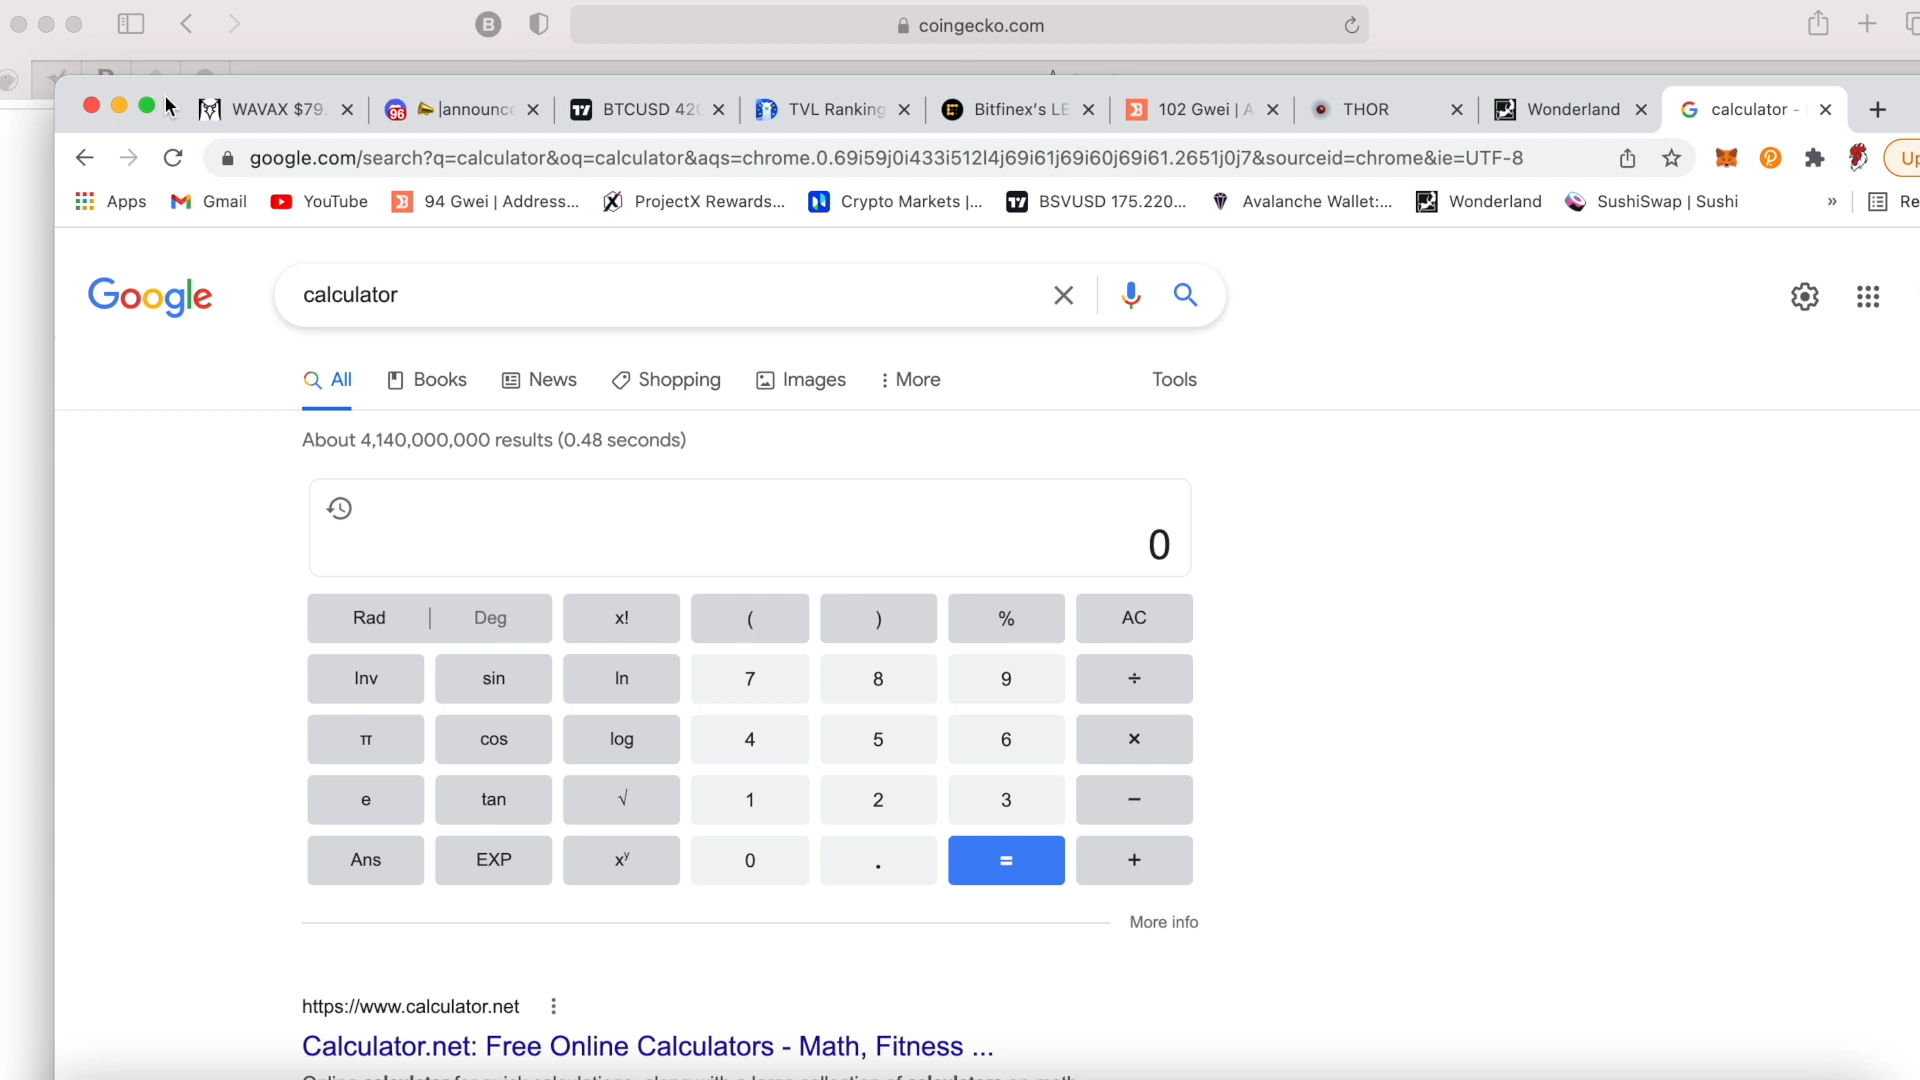 coingecko.com
WAVAX $79. |announce BTCUSD 420 TVL Ranking Bitfinex's LE 102 Gwei | A THOR Wonderland calculator -
google.com/search?q=calculator&oq=calculator&aqs=chrome.0.69i59j0i433i512l4j69i61j69i60j69i61.2651j0j7&sourceid=chrome&ie=UTF-8 Up
Apps Gmail YouTube 94 Gwei | Address... ProjectX Rewards... Crypto Markets |... BSVUSD 175.220... Avalanche Wallet:... Wonderland SushiSwap | Sushi » Re
Google calculator
All Books News Shopping Images More Tools
About 4,140,000,000 results (0.48 seconds)
0
Rad | Deg x! ( ) % AC
Inv sin ln 7 8 9 ÷
π cos log 4 5 6 ×
e tan √ 1 2 3 −
Ans EXP xʸ 0 . = +
More info
https://www.calculator.net
Calculator.net: Free Online Calculators - Math, Fitness ...